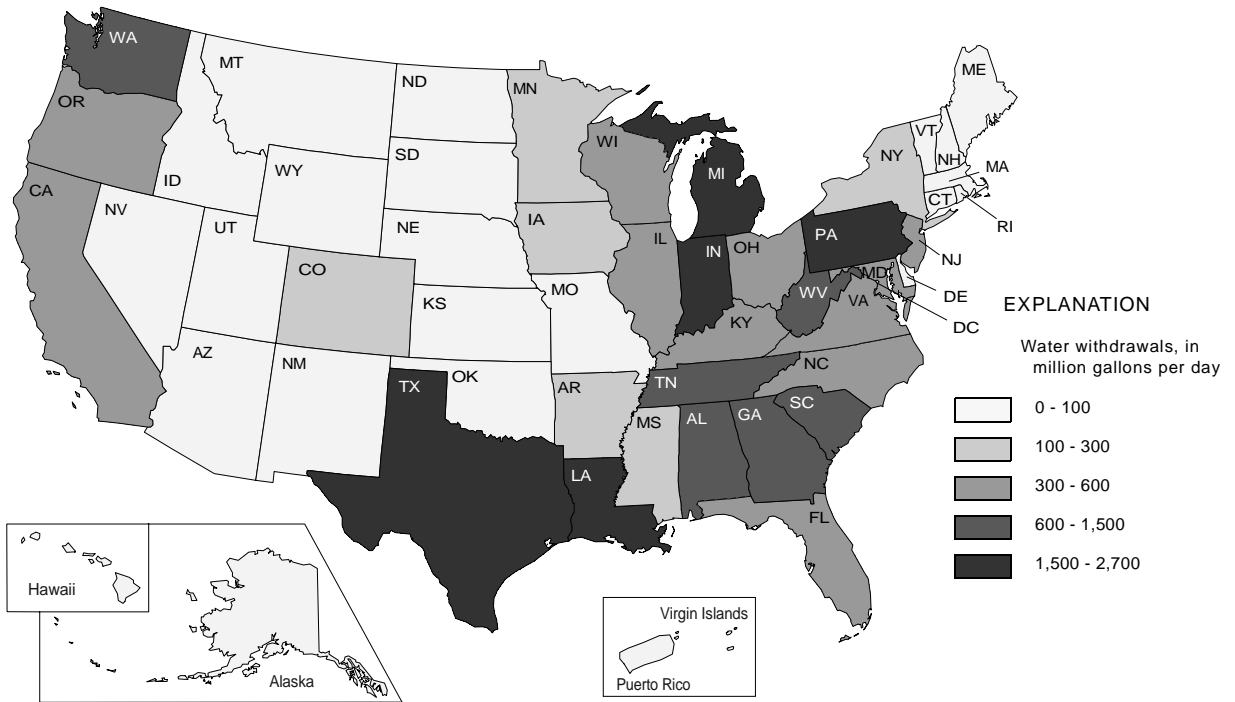 WA
MT
ND
MN
ME
OR
VT
WI
NY
NH
SD
MA
ID
WY
MI
CA
CT
NV
IA
RI
UT
NE
PA
IL
IN
OH
NJ
CO
MD
DE
MO
WV
KS
VA
DC
KY
AZ
NC
NM
OK
TX
AR
TN
SC
MS
AL
GA
LA
FL
EXPLANATION
Water withdrawals, in
million gallons per day
0 - 100
100 - 300
300 - 600
600 - 1,500
1,500 - 2,700
Hawaii
Alaska
Virgin Islands
Puerto Rico